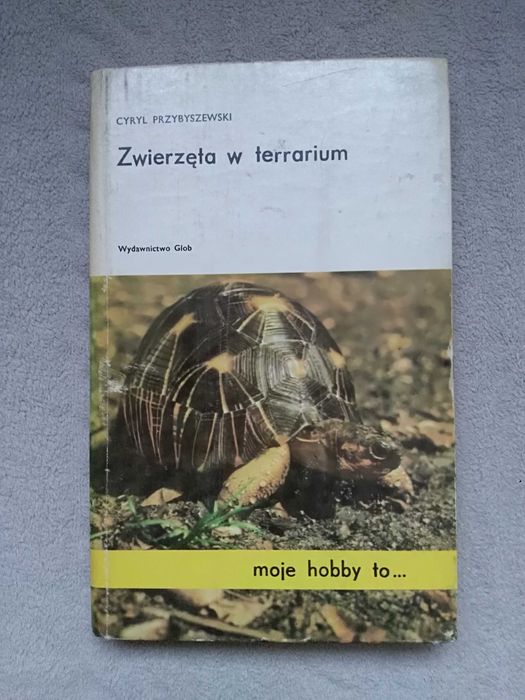 CYRYL PRZYBYSZEWSKI
Zwierzęta w terrarium
Wydawnictwo Glob
moje hobby to...